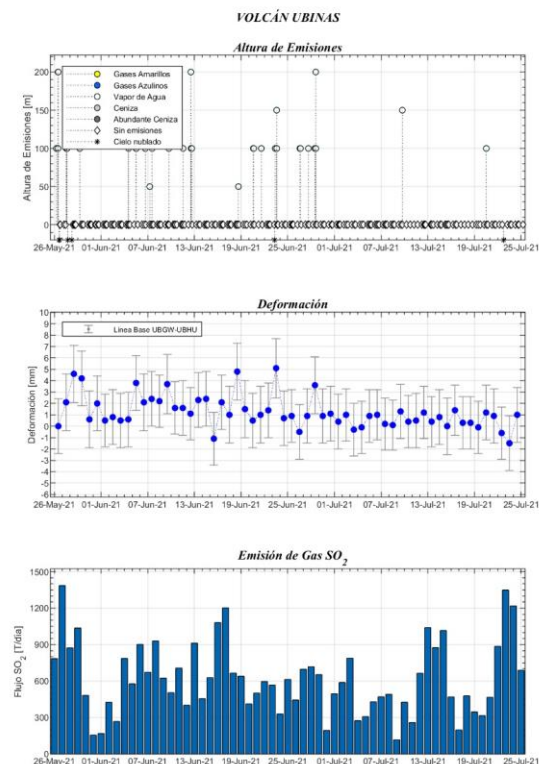 VOLCÁN UBINAS
Altura de Emisiones
Altura de Emisiones [m]
200
150
100
50
0
Gases Amarillos
Gases Azulinos
Vapor de Agua
Ceniza
Abundante Ceniza
Sin emisiones
Cielo nublado
26-May-21 01-Jun-21 07-Jun-21 13-Jun-21 19-Jun-21 25-Jun-21 01-Jul-21 07-Jul-21 13-Jul-21 19-Jul-21 25-Jul-21
Deformación
Deformación [mm]
10
9
8
7
6
5
4
3
2
1
0
-1
-2
-3
-4
-5
-6
Linea Base UBGW-UBHU
26-May-21 01-Jun-21 07-Jun-21 13-Jun-21 19-Jun-21 25-Jun-21 01-Jul-21 07-Jul-21 13-Jul-21 19-Jul-21 25-Jul-21
Emisión de Gas SO2
Flujo SO2 [T/día]
1500
1200
900
600
300
0
26-May-21 01-Jun-21 07-Jun-21 13-Jun-21 19-Jun-21 25-Jun-21 01-Jul-21 07-Jul-21 13-Jul-21 19-Jul-21 25-Jul-21